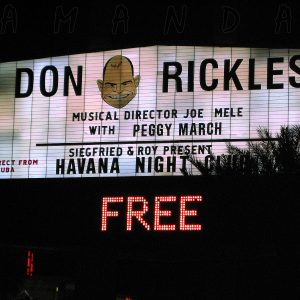 AMANDA
DON RICKLES
MUSICAL DIRECTOR JOE MELE
WITH PEGGY MARCH
SIEGFRIED & ROY PRESENT
HAVANA NIGHT CLUB
RECT FROM
UBA
FREE